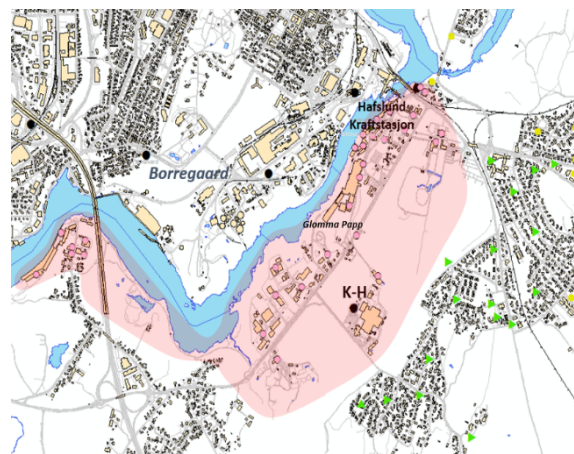 Hafslund
Kraftstasjon
Borregaard
Glomma Papp
K-H